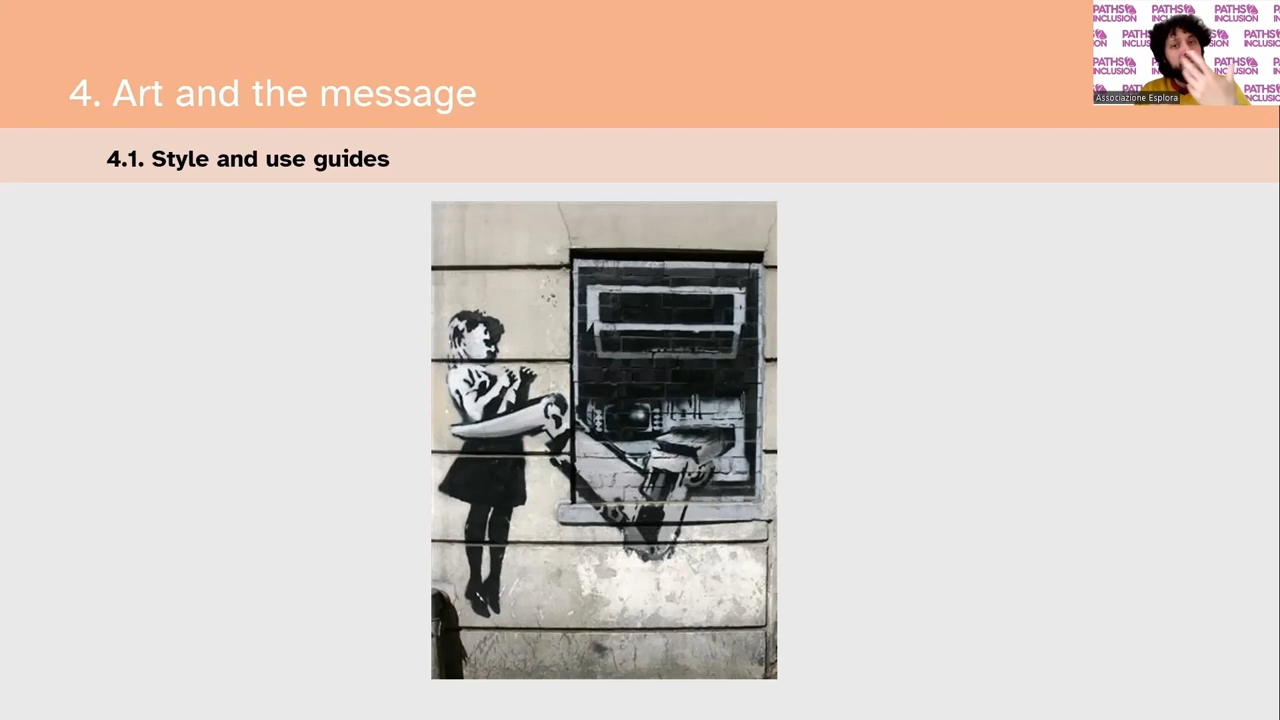 4. Art and the message
4.1. Style and use guides
PATHS INCLUSION
Associazione Esplora